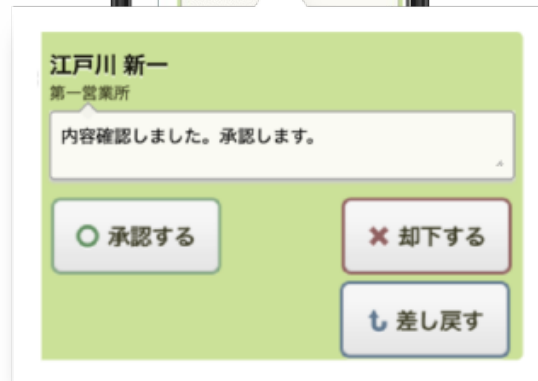 江戸川 新一
第一営業所
内容確認しました。承認します。
承認する
却下する
差し戻す